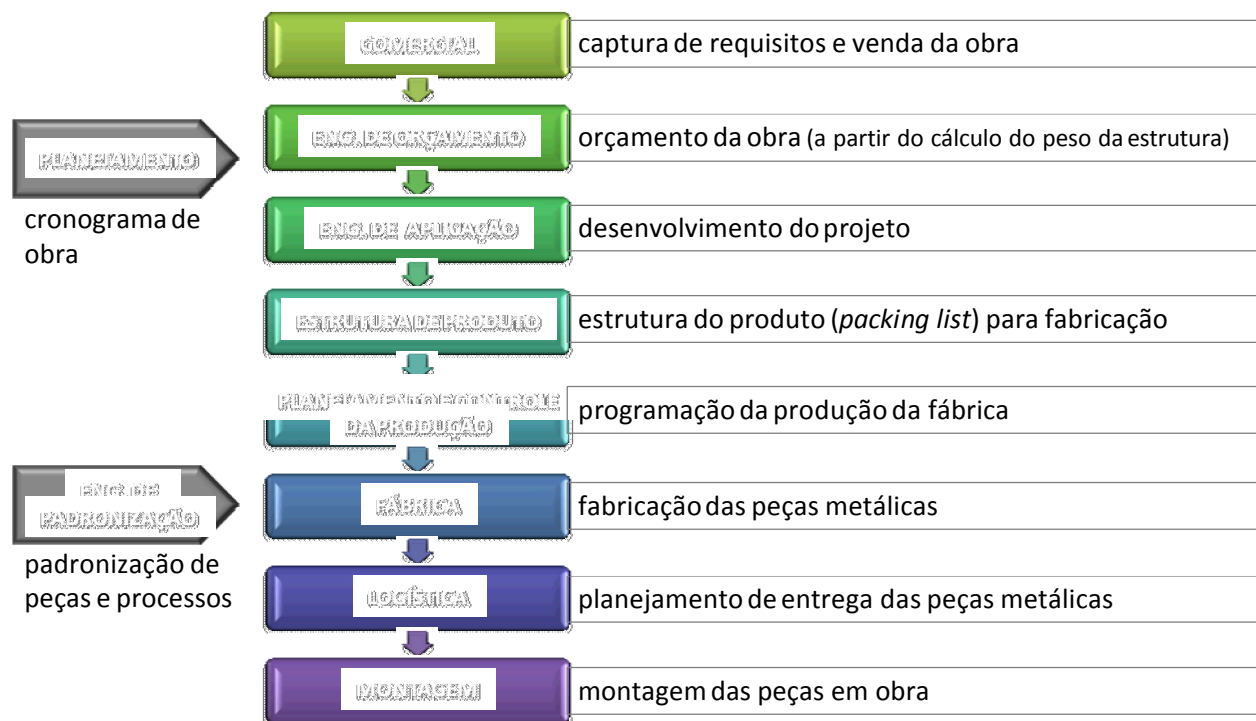 COMERCIAL
captura de requisitos e venda da obra
PLANEJAMENTO
cronograma de
obra
ENG. DE ORÇAMENTO
orçamento da obra (a partir do cálculo do peso da estrutura)
ENG. DE APLICAÇÃO
desenvolvimento do projeto
ESTRUTURA DE PRODUTO
estrutura do produto (packing list) para fabricação
PLANEJAMENTO E CONTROLE
DA PRODUÇÃO
programação da produção da fábrica
ENG. DE
PADRONIZAÇÃO
padronização de
peças e processos
FÁBRICA
fabricação das peças metálicas
LOGÍSTICA
planejamento de entrega das peças metálicas
MONTAGEM
montagem das peças em obra